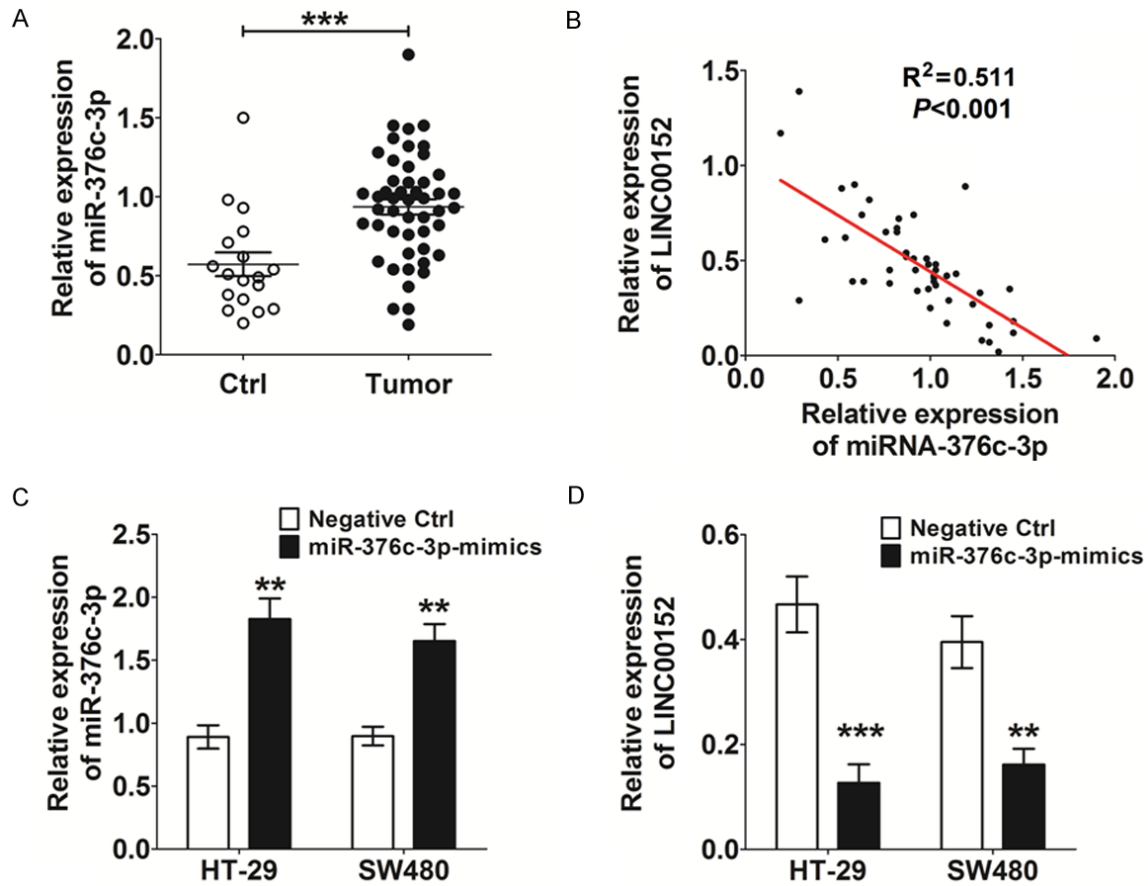 A
***
Relative expression
of miR-376c-3p
2.0
1.5
1.0
0.5
0.0
Ctrl
Tumor
B
R²=0.511
P<0.001
Relative expression
of LINC00152
1.5
1.0
0.5
0.0
0.0
0.5
1.0
1.5
2.0
Relative expression
of miRNA-376c-3p
C
Negative Ctrl
miR-376c-3p-mimics
Relative expression
of miR-376c-3p
2.5
2.0
1.5
1.0
0.5
0.0
**
**
HT-29
SW480
D
Negative Ctrl
miR-376c-3p-mimics
Relative expression
of LINC00152
0.6
0.4
0.2
0.0
***
**
HT-29
SW480